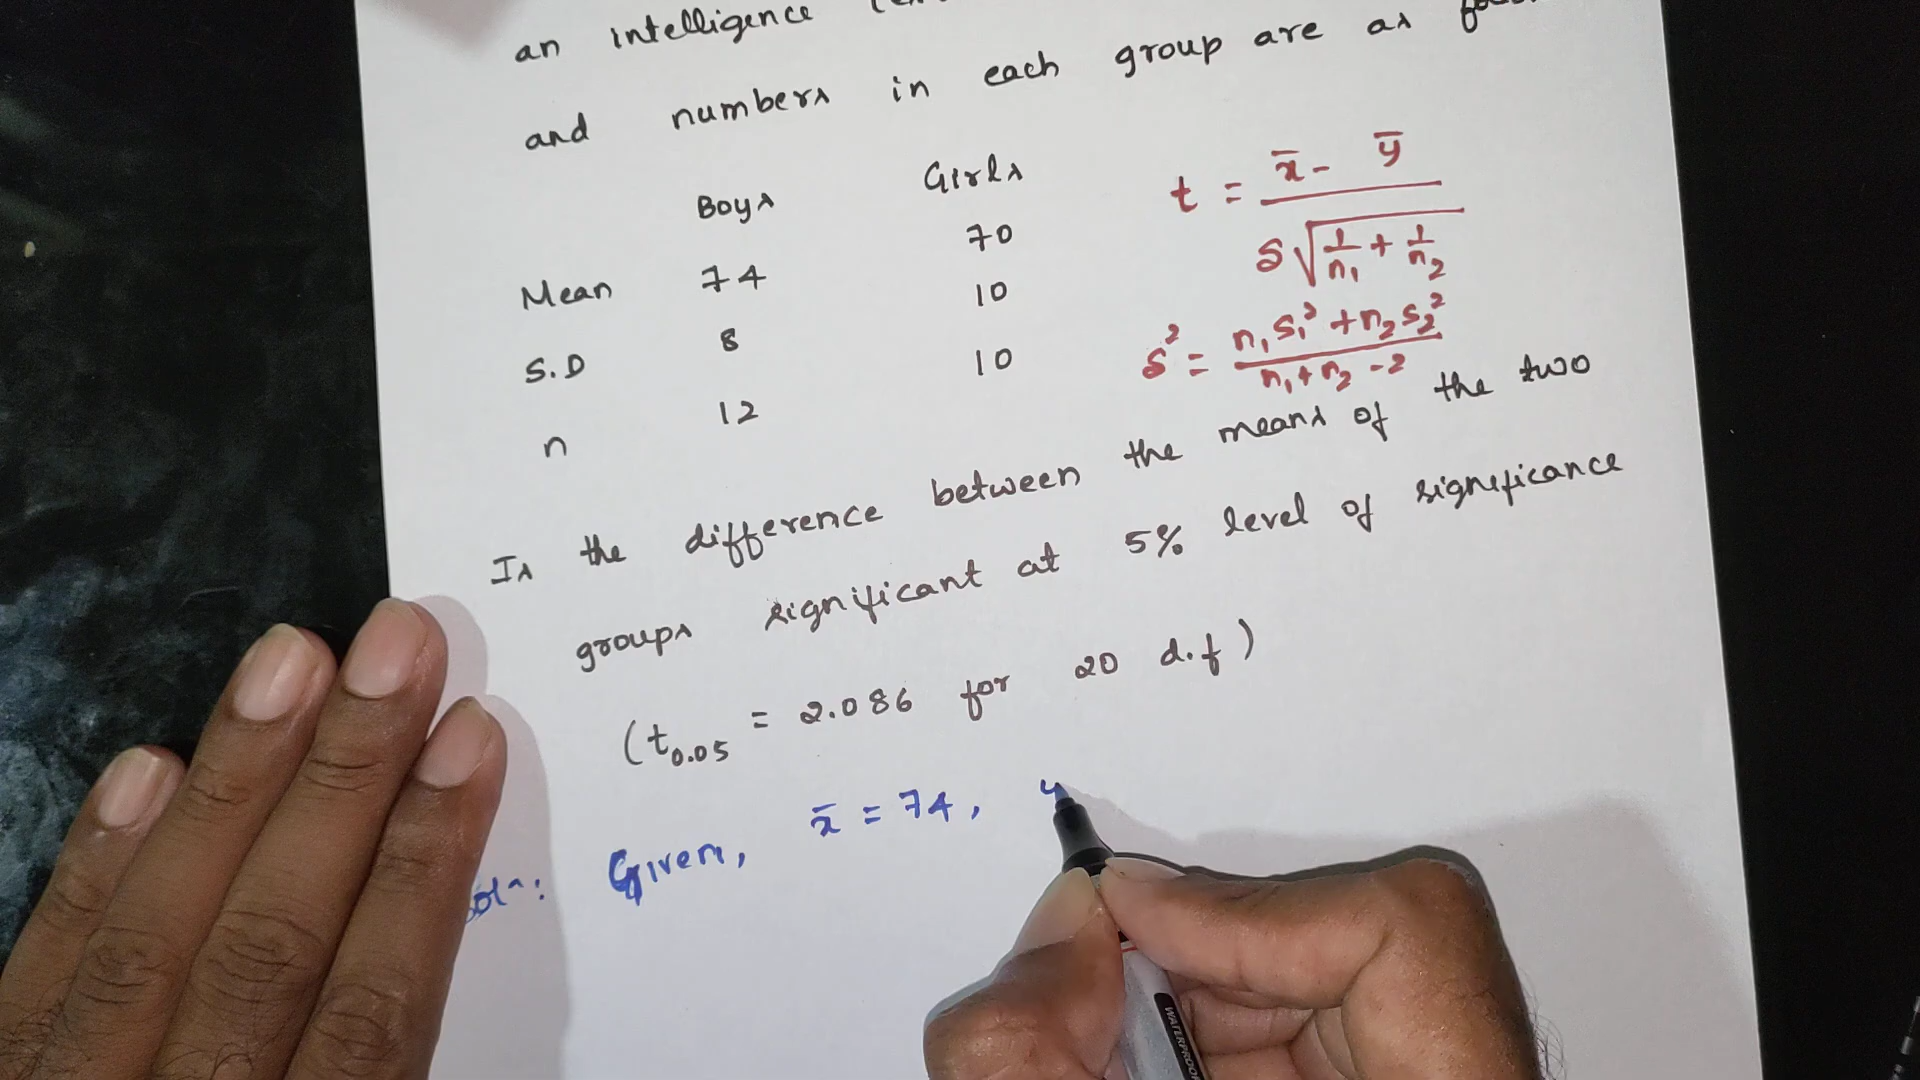 an intelligence
and numbers in each group are as
Boys Girls
Mean 74 70
S.D 8 10
n 12 10
t = x̄ - ȳ / s√(1/n₁ + 1/n₂)
s² = n₁s₁² + n₂s₂² / n₁ + n₂ - 2
Is the difference between the means of the two
groups significant at 5% level of significance
(t₀.₀₅ = 2.086 for 20 d.f)
Given, x̄ = 74, y
WATERPROOF